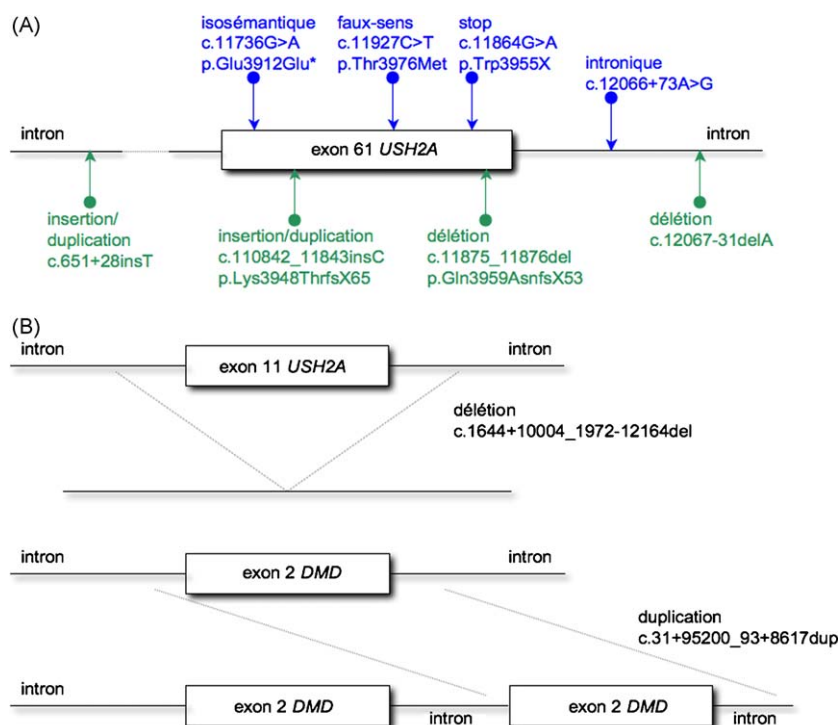 (A)
isosémantique
c.11736G>A
p.Glu3912Glu*
faux-sens
c.11927C>T
p.Thr3976Met
stop
c.11864G>A
p.Trp3955X
intronique
c.12066+73A>G
intron
exon 61 USH2A
intron
insertion/
duplication
c.651+28insT
insertion/duplication
c.110842_11843insC
p.Lys3948ThrfsX65
délétion
c.11875_11876del
p.Gln3959AsnfsX53
délétion
c.12067-31delA
(B)
intron
exon 11 USH2A
intron
délétion
c.1644+10004_1972-12164del
intron
exon 2 DMD
intron
duplication
c.31+95200_93+8617dup
intron
exon 2 DMD
intron
exon 2 DMD
intron